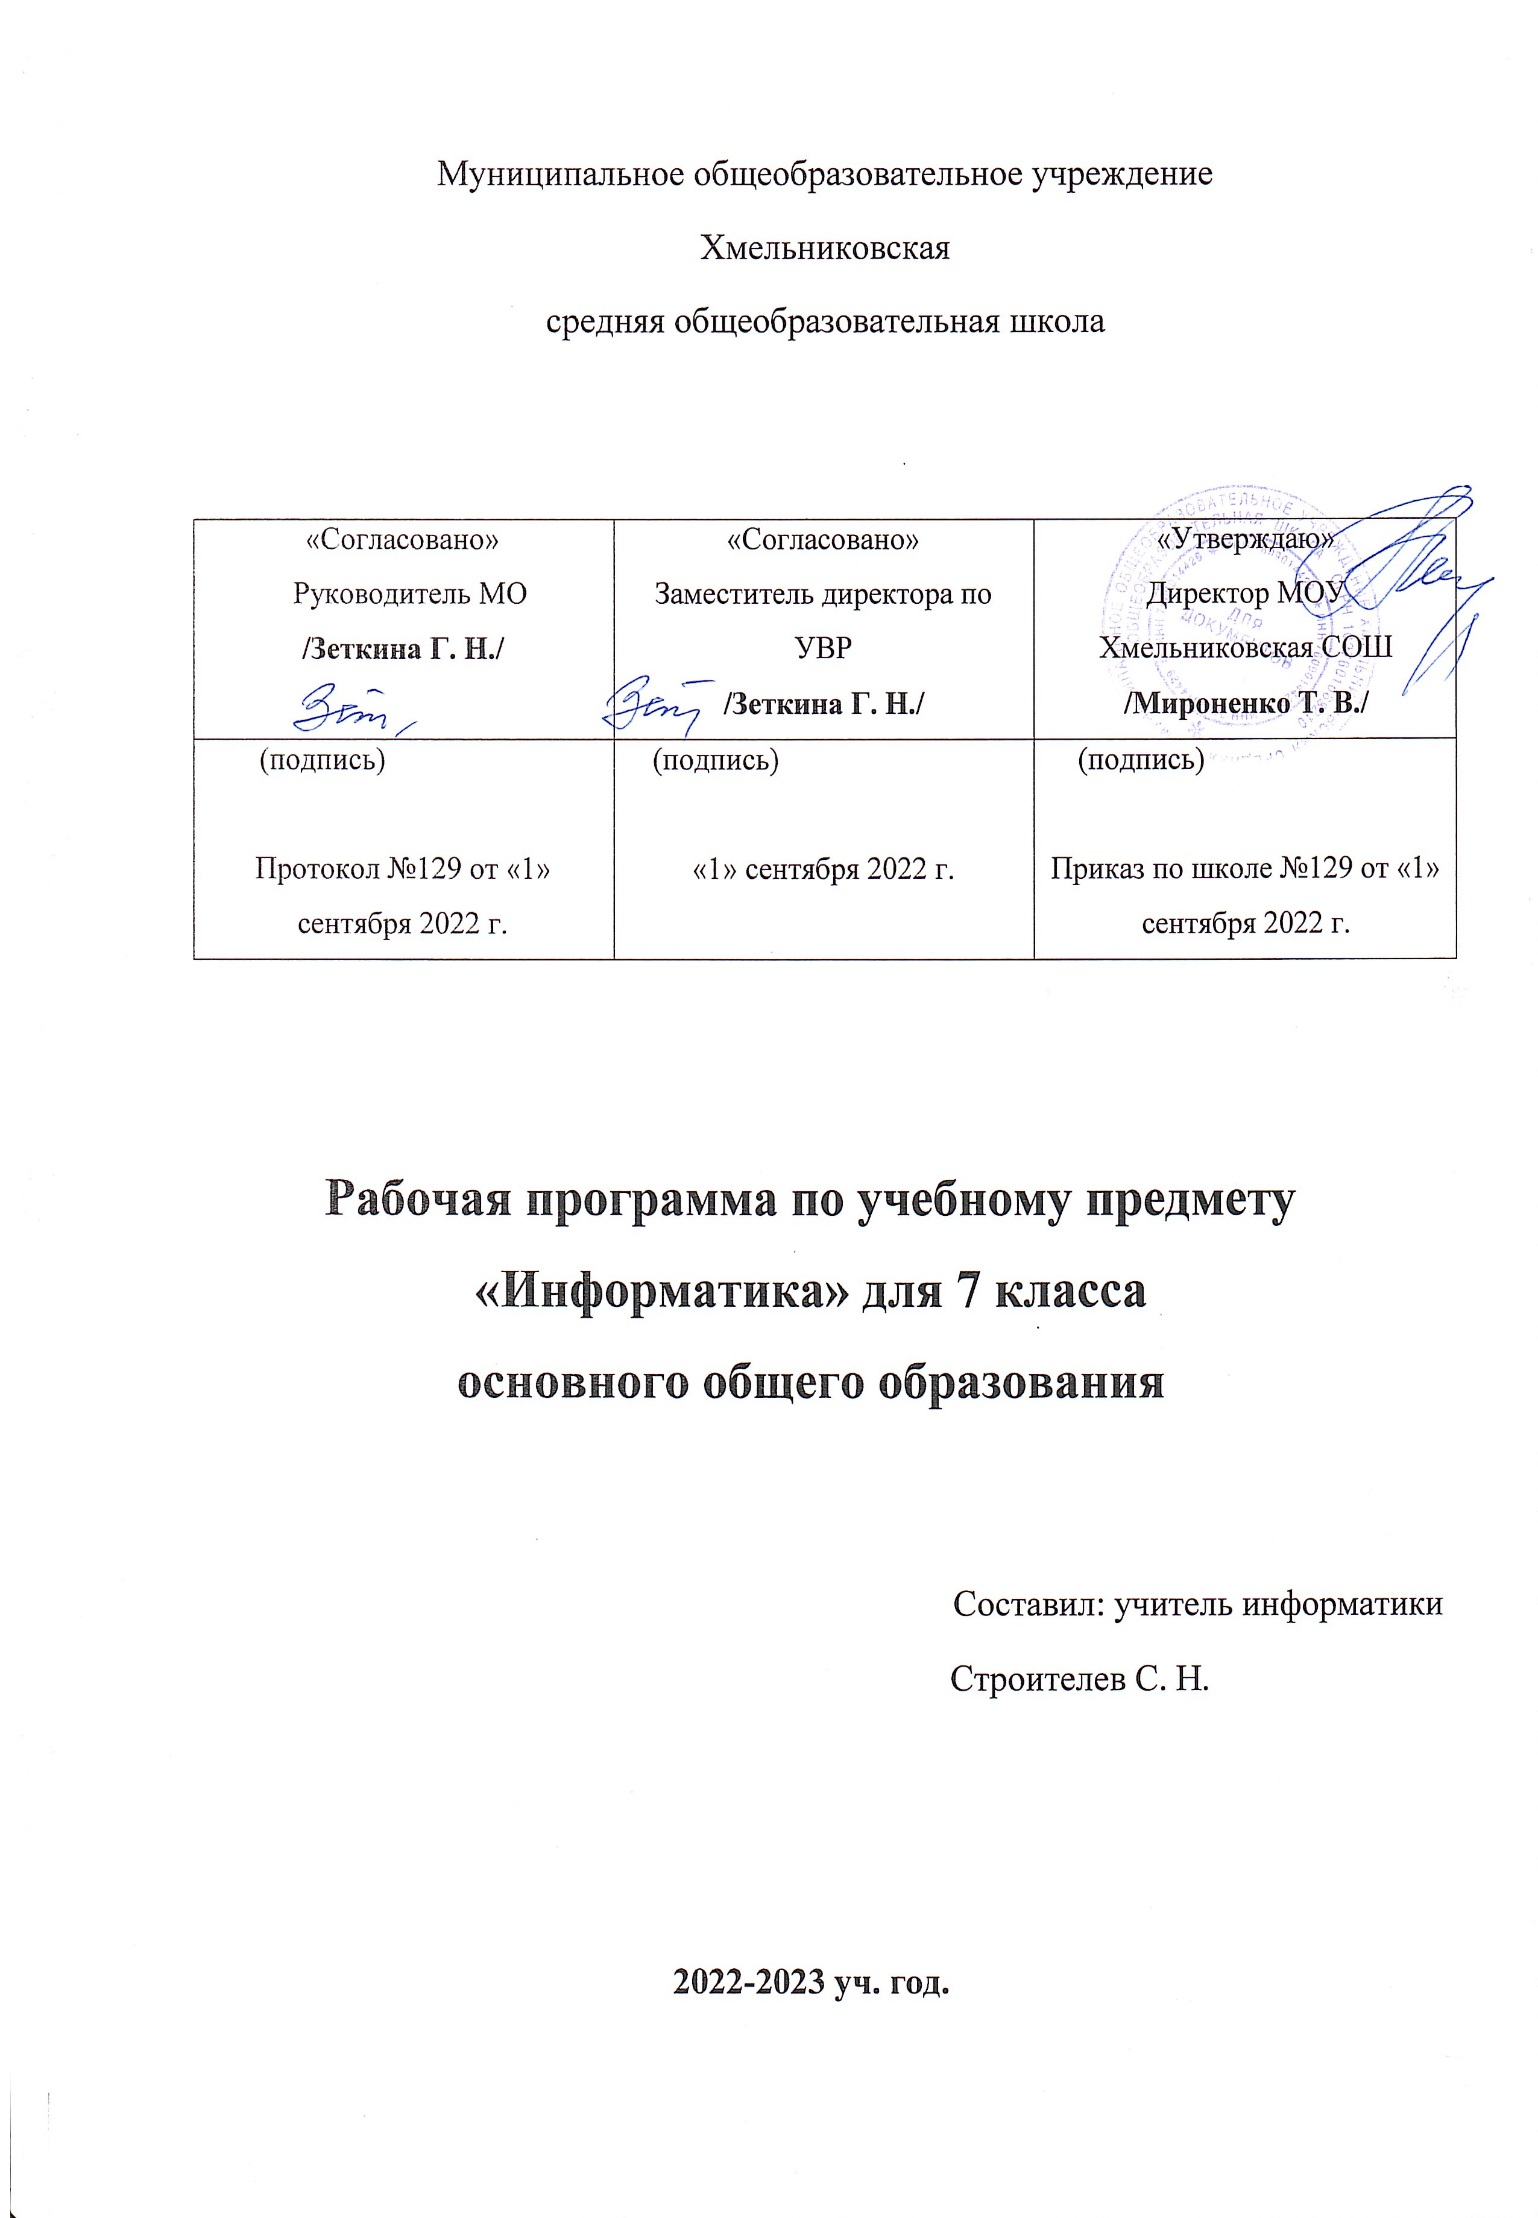 Муниципальное общеобразовательное учреждение
Хмельниковская
средняя общеобразовательная школа
«Согласовано»
Руководитель МО
/Зеткина Г. Н./
«Согласовано»
Заместитель директора по
УВР
/Зеткина Г. Н./
«Утверждаю»
Директор МОУ
Хмельниковская СОШ
/Мироненко Т. В./
ДЛЯ
(подпись)
Протокол №129 от «1»
сентября 2022 г.
(подпись)
«1» сентября 2022 г.
(подпись)
Приказ по школе №129 от «1»
сентября 2022 г.
Рабочая программа по учебному предмету
«Информатика» для 7 класса
основного общего образования
Составил: учитель информатики
Строителев С. Н.
2022-2023 уч. год.